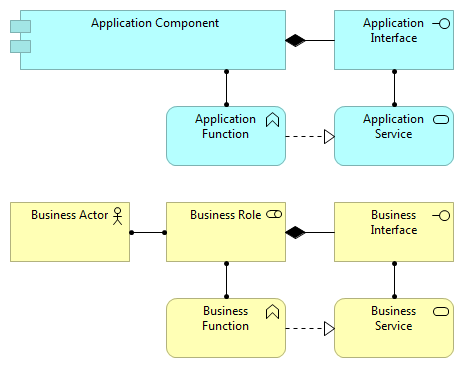 Application Component
Application
Interface
Application
Function
Application
Service
Business Actor
Business Role
Business
Interface
Business
Function
Business
Service